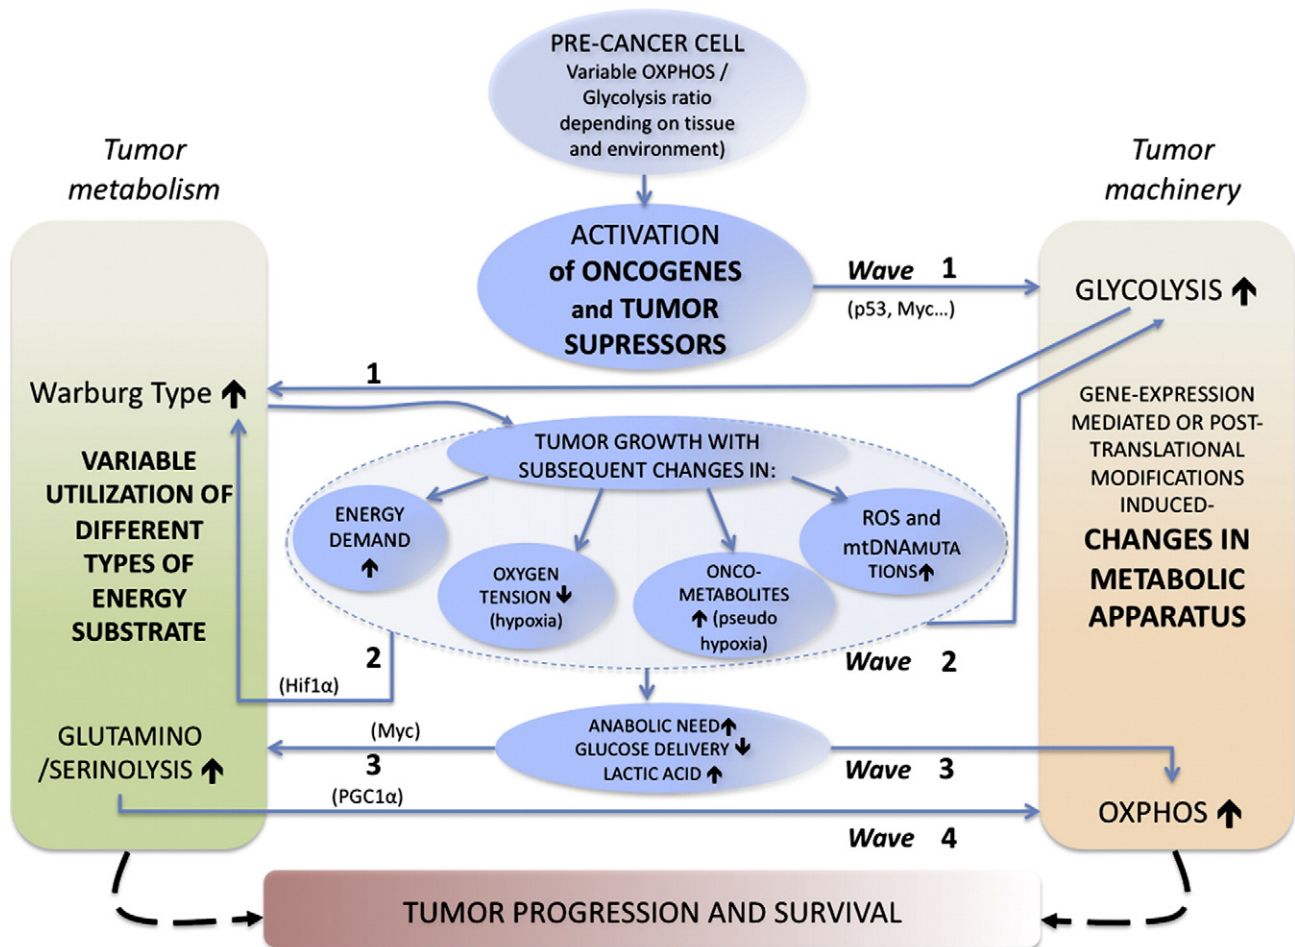 PRE-CANCER CELL
Variable OXPHOS /
Glycolysis ratio
depending on tissue
and environment)
Tumor
metabolism
Tumor
machinery
ACTIVATION
of ONCOGENES
and TUMOR
SUPRESSORS
Wave 1
(p53, Myc...)
GLYCOLYSIS
1
Warburg Type
VARIABLE
UTILIZATION OF
DIFFERENT
TYPES OF
ENERGY
SUBSTRATE
TUMOR GROWTH WITH
SUBSEQUENT CHANGES IN:
ENERGY
DEMAND
OXYGEN
TENSION
(hypoxia)
ONCO-
METABOLITES
(pseudo
hypoxia)
ROS and
mtDNAMUTA
TIONS
GENE-EXPRESSION
MEDIATED OR POST-
TRANSLATIONAL
MODIFICATIONS
INDUCED-
CHANGES IN
METABOLIC
APPARATUS
2
(Hif1α)
Wave 2
GLUTAMINO
/SERINOLYSIS
(Myc)
3
(PGC1α)
ANABOLIC NEED
GLUCOSE DELIVERY
LACTIC ACID
Wave 3
OXPHOS
Wave 4
TUMOR PROGRESSION AND SURVIVAL